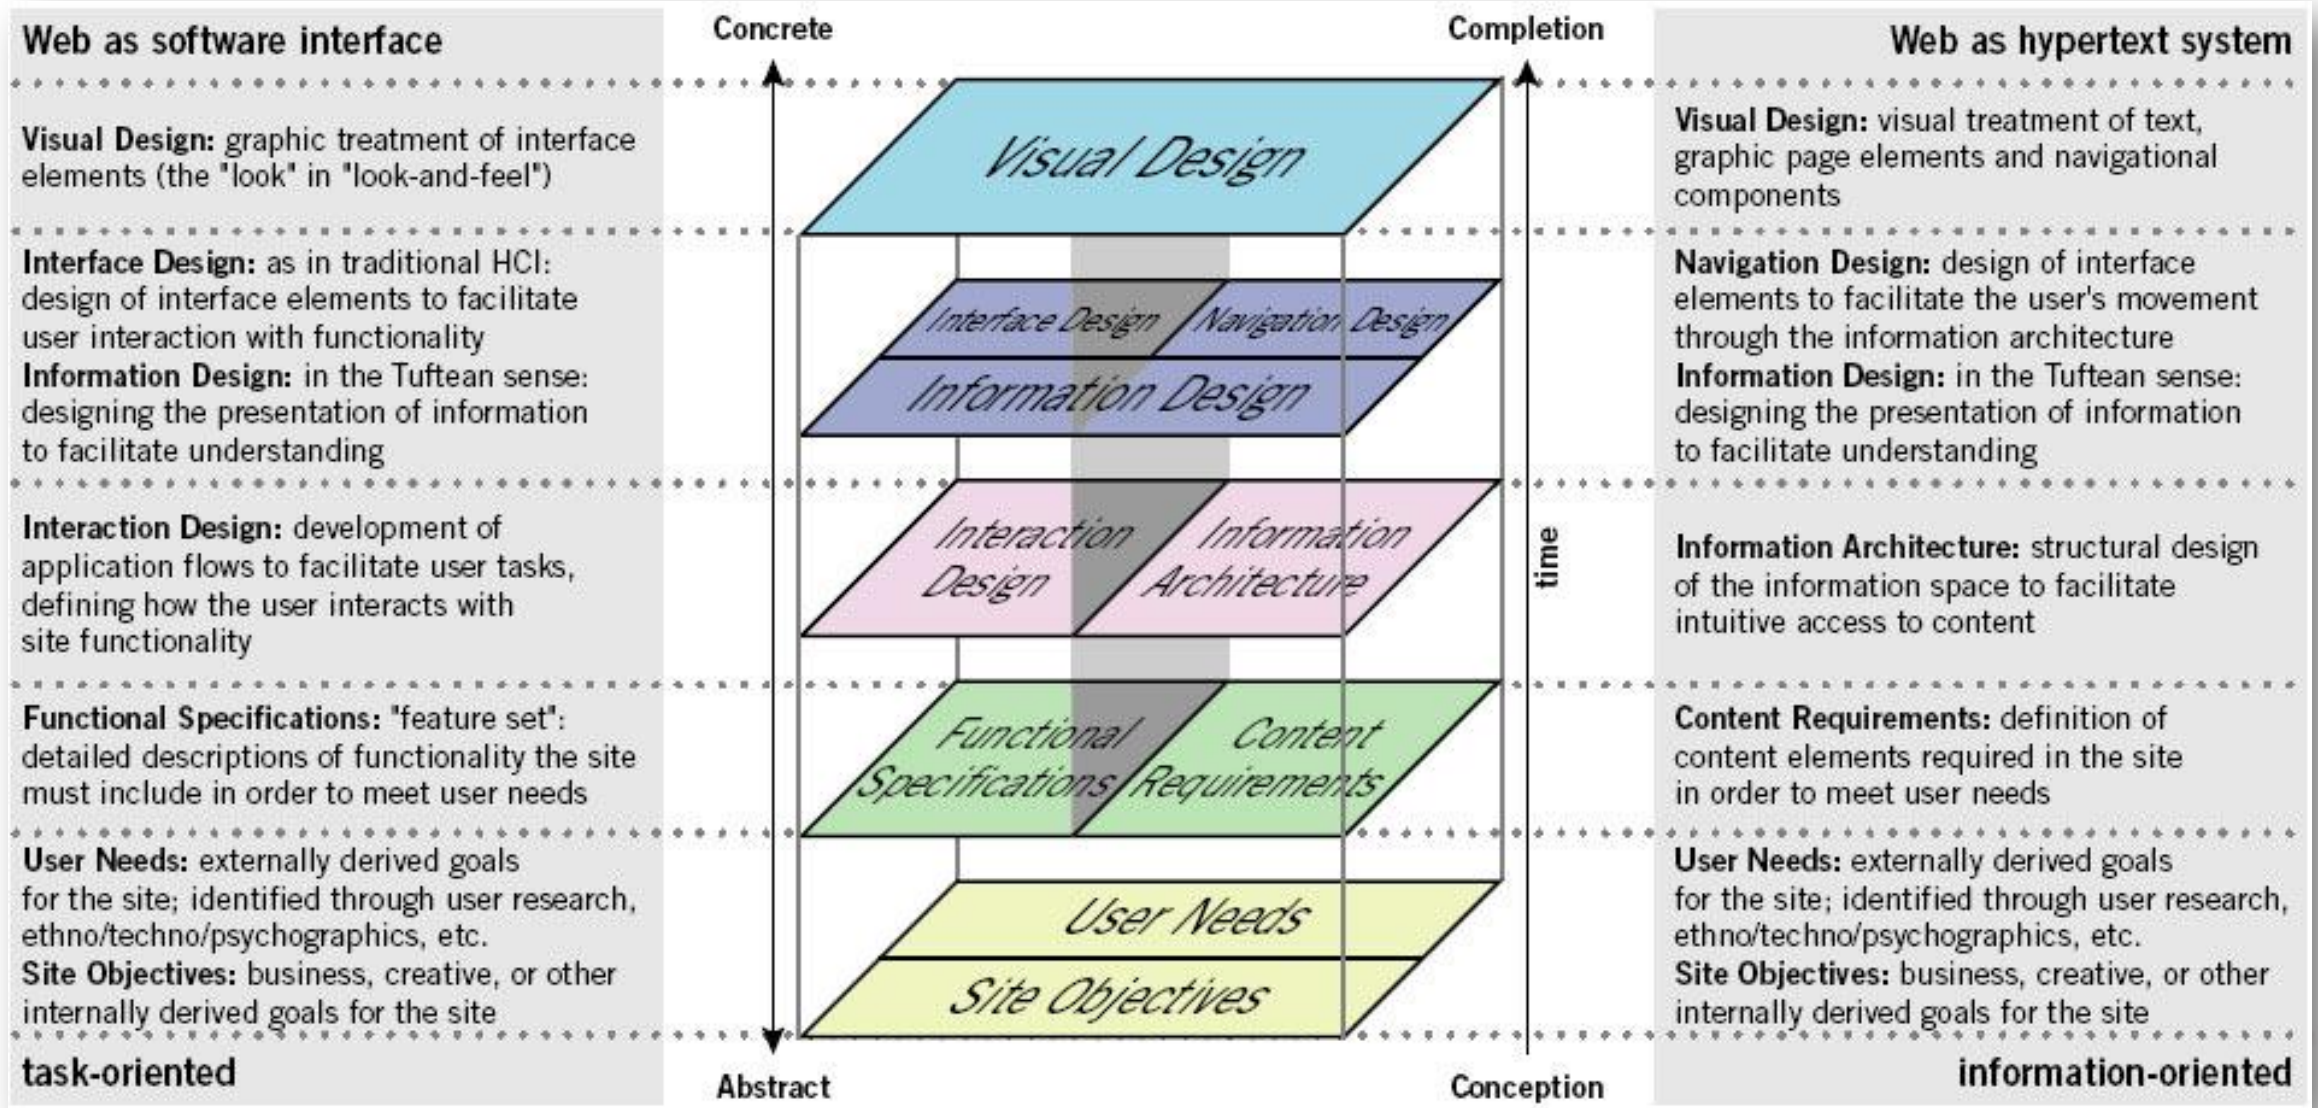 Web as software interface
Visual Design: graphic treatment of interface
elements (the "look" in "look-and-feel")
Interface Design: as in traditional HCI:
design of interface elements to facilitate
user interaction with functionality
Information Design: in the Tuftean sense:
designing the presentation of information
to facilitate understanding
Interaction Design: development of
application flows to facilitate user tasks,
defining how the user interacts with
site functionality
Functional Specifications: "feature set":
detailed descriptions of functionality the site
must include in order to meet user needs
User Needs: externally derived goals
for the site; identified through user research,
ethno/techno/psychographics, etc.
Site Objectives: business, creative, or other
internally derived goals for the site
task-oriented
Concrete
Abstract
Visual Design
Interface Design
Navigation Design
Information Design
Interaction
Design
Information
Architecture
Functional
Specifications
Content
Requirements
User Needs
Site Objectives
Completion
time
Conception
Web as hypertext system
Visual Design: visual treatment of text,
graphic page elements and navigational
components
Navigation Design: design of interface
elements to facilitate the user's movement
through the information architecture
Information Design: in the Tuftean sense:
designing the presentation of information
to facilitate understanding
Information Architecture: structural design
of the information space to facilitate
intuitive access to content
Content Requirements: definition of
content elements required in the site
in order to meet user needs
User Needs: externally derived goals
for the site; identified through user research,
ethno/techno/psychographics, etc.
Site Objectives: business, creative, or other
internally derived goals for the site
information-oriented